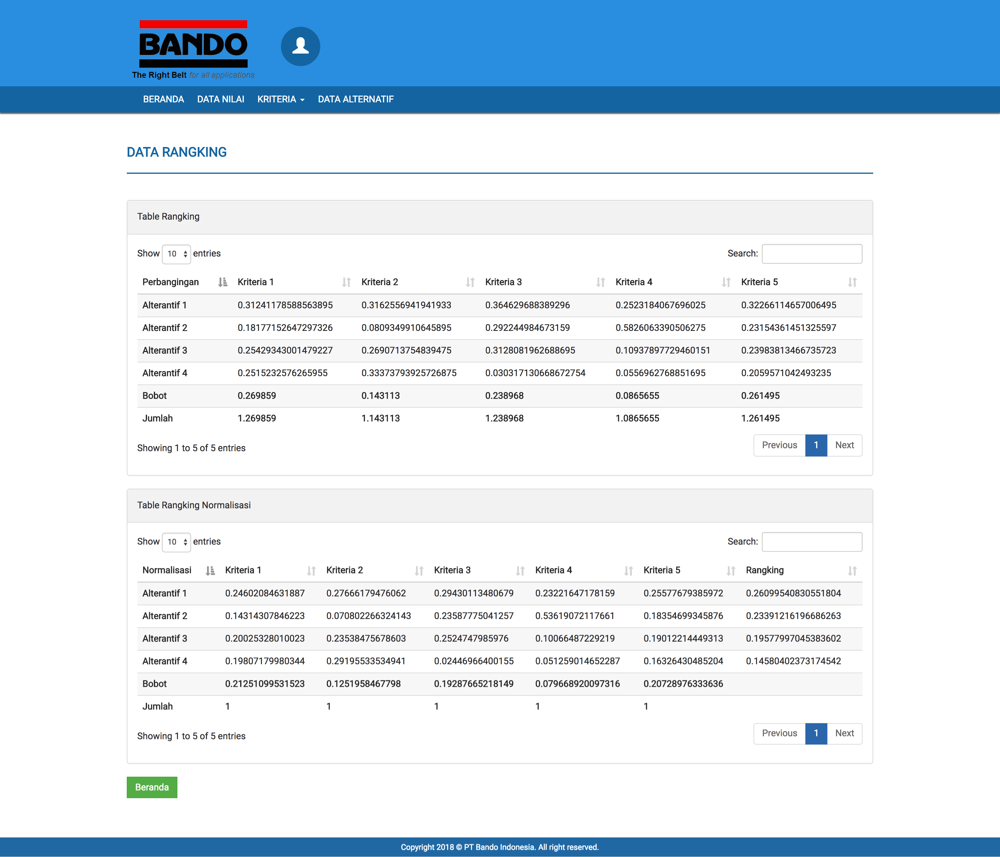 BANDO
The Right Belt for all applications
BERANDA DATA NILAI KRITERIA DATA ALTERNATIF
DATA RANGKING
Table Rangking
Show 10 entries Search:
Perbangingan Kriteria 1 Kriteria 2 Kriteria 3 Kriteria 4 Kriteria 5
Alterantif 1 0.31241178588563895 0.3162556941941933 0.364629688389296 0.2523184067696025 0.32266114657006495
Alterantif 2 0.18177152647297326 0.0809349910645895 0.292244984673159 0.5826063390506275 0.23154361451325597
Alterantif 3 0.25429343001479227 0.2690713754839475 0.3128081962688695 0.10937897729460151 0.23983813466735723
Alterantif 4 0.2515232576265955 0.33373793925726875 0.030317130668672754 0.0556962768851695 0.2059571042493235
Bobot 0.269859 0.143113 0.238968 0.0865655 0.261495
Jumlah 1.269859 1.143113 1.238968 1.0865655 1.261495
Showing 1 to 5 of 5 entries Previous 1 Next
Table Rangking Normalisasi
Show 10 entries Search:
Normalisasi Kriteria 1 Kriteria 2 Kriteria 3 Kriteria 4 Kriteria 5 Rangking
Alterantif 1 0.24602084631887 0.27666179476062 0.29430113480679 0.23221647178159 0.25577679385972 0.26099540830551804
Alterantif 2 0.14314307846223 0.070802266324143 0.23587775041257 0.53619072117661 0.18354699345876 0.23391216196686263
Alterantif 3 0.20025328010023 0.23538475678603 0.2524747985976 0.10066487229219 0.19012214449313 0.19577997045383602
Alterantif 4 0.19807179980344 0.29195533534941 0.02446966400155 0.051259014652287 0.16326430485204 0.14580402373174542
Bobot 0.21251099531523 0.1251958467798 0.19287665218149 0.079668920097316 0.20728976333636
Jumlah 1 1 1 1 1
Showing 1 to 5 of 5 entries Previous 1 Next
Beranda
Copyright 2018 © PT Bando Indonesia. All right reserved.